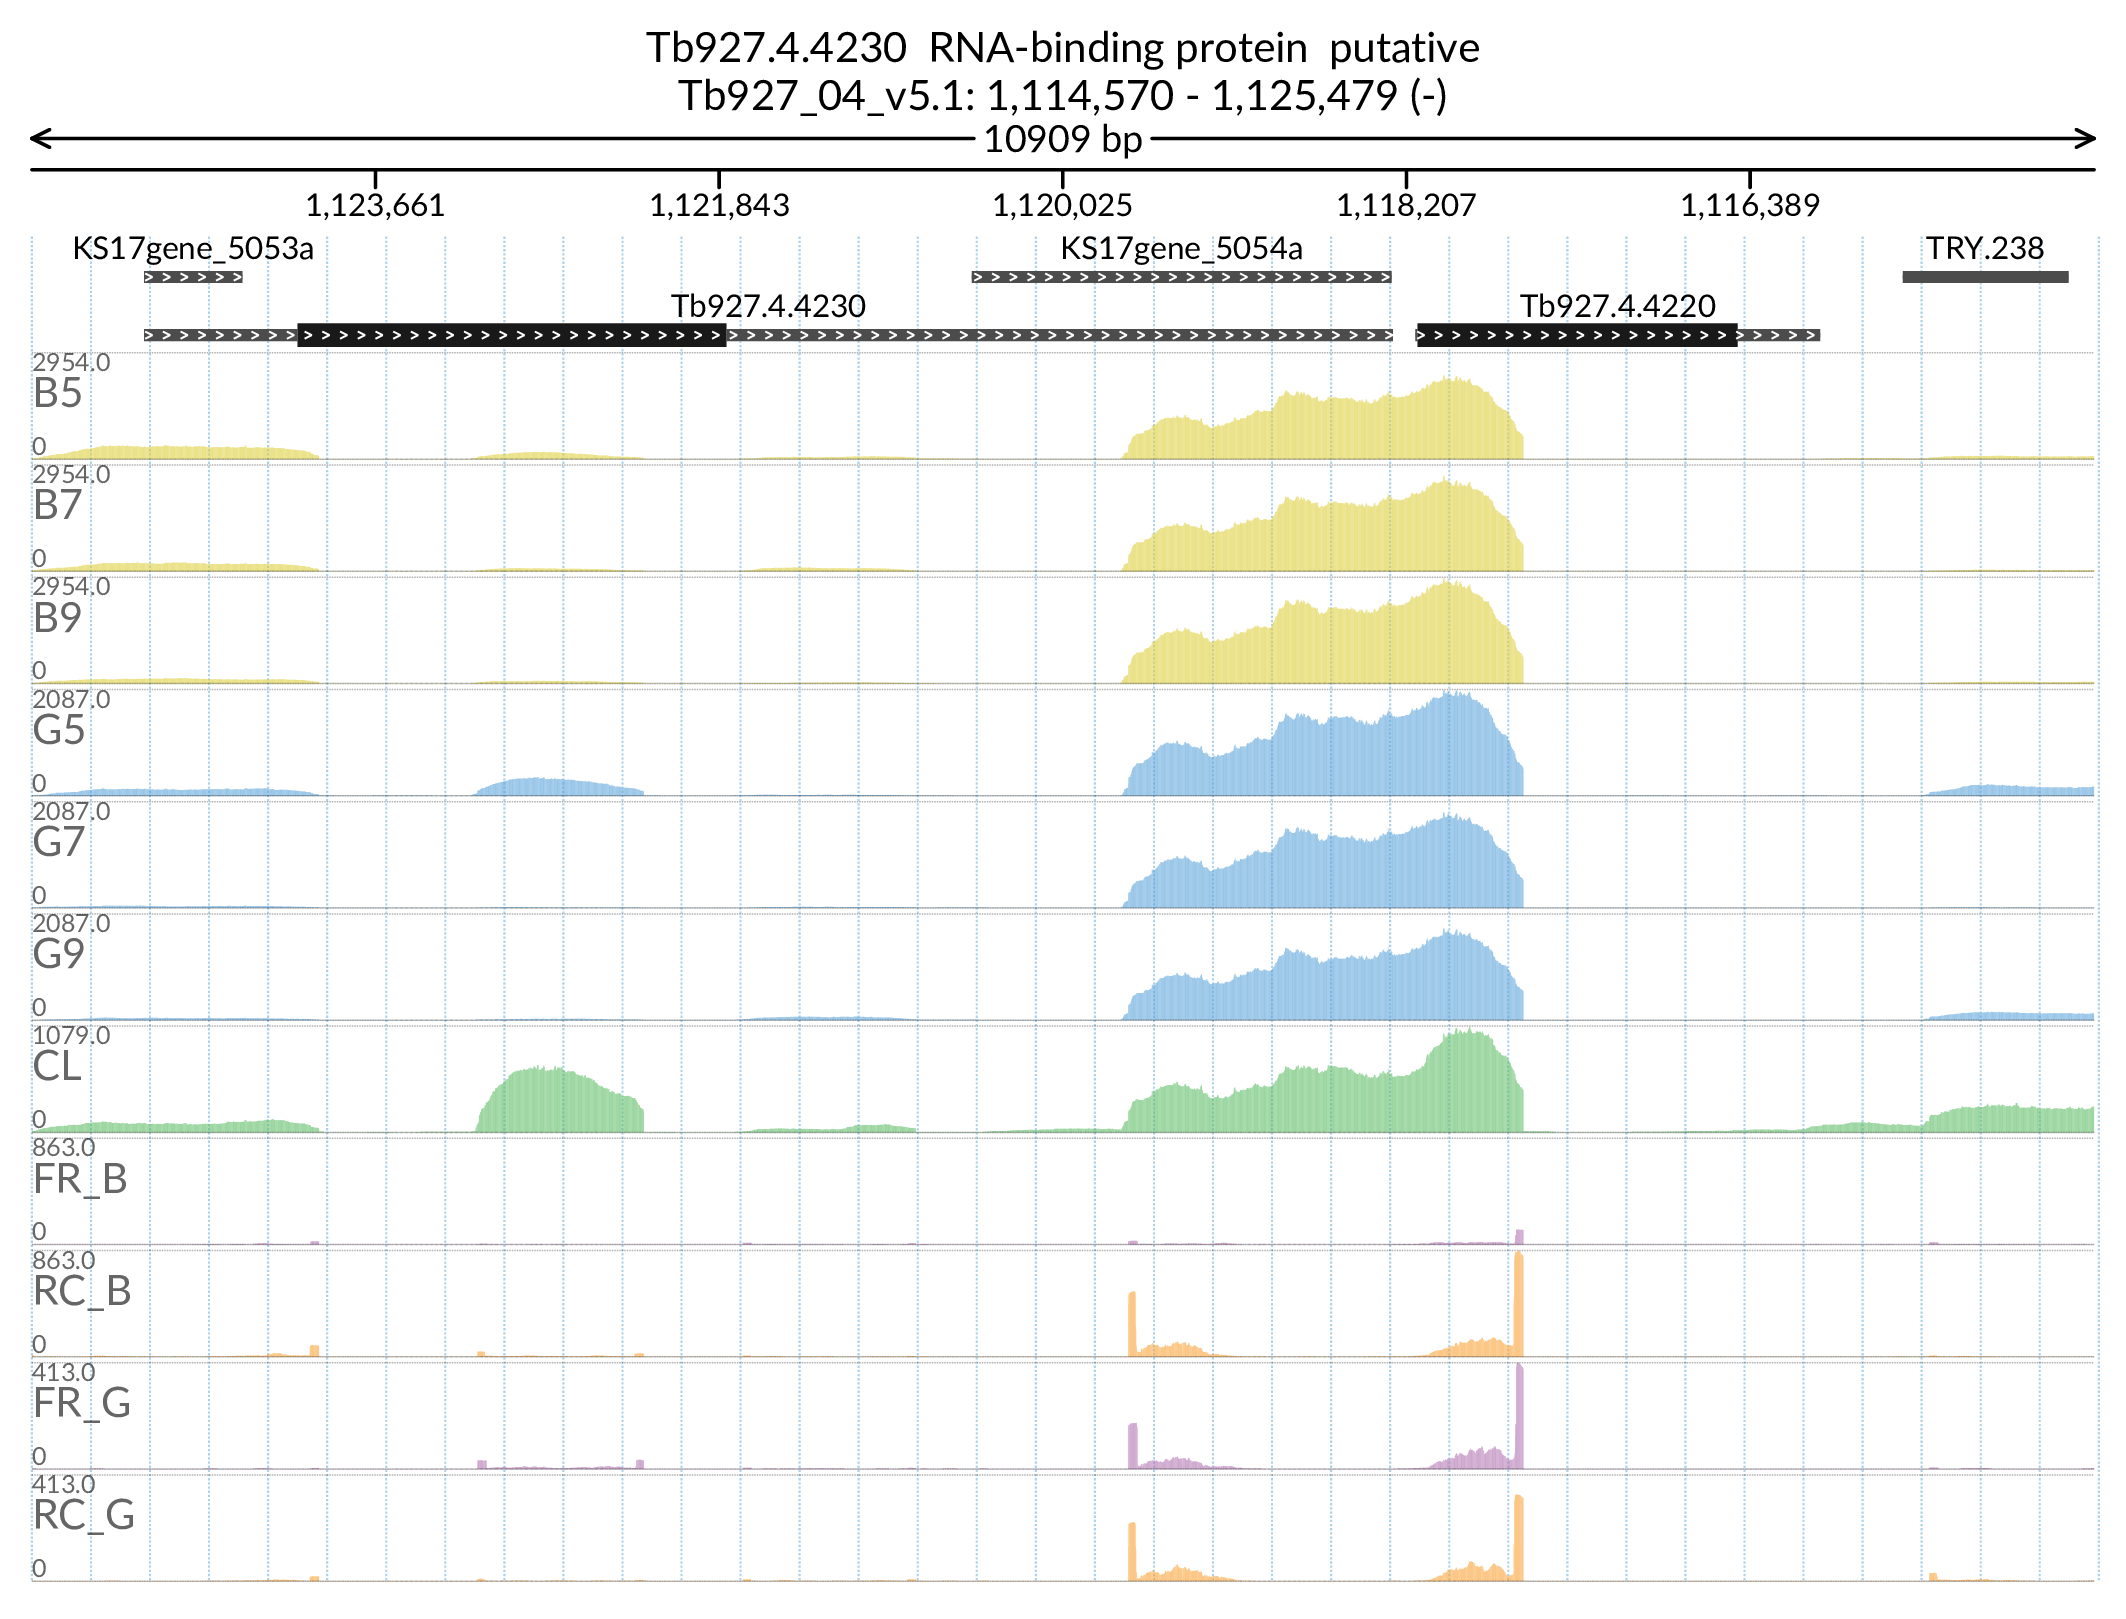 Tb927.4.4230  RNA-binding protein  putative
Tb927_04_v5.1: 1,114,570 - 1,125,479 (-)
10909 bp
1,123,661 1,121,843 1,120,025 1,118,207 1,116,389
KS17gene_5053a KS17gene_5054a TRY.238
Tb927.4.4230 Tb927.4.4220
2954.0
B5
0
2954.0
B7
0
2954.0
B9
0
2087.0
G5
0
2087.0
G7
0
2087.0
G9
0
1079.0
CL
0
863.0
FR_B
0
863.0
RC_B
0
413.0
FR_G
0
413.0
RC_G
0